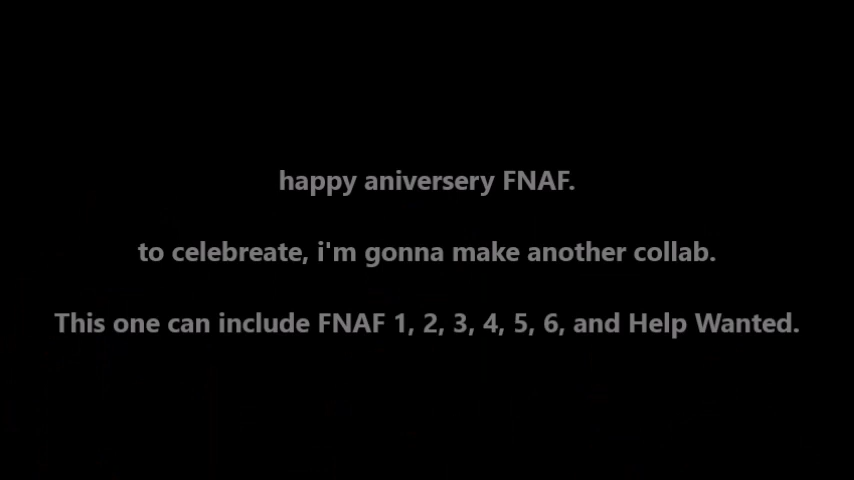 happy aniversery FNAF.
to celebreate, i'm gonna make another collab.
This one can include FNAF 1, 2, 3, 4, 5, 6, and Help Wanted.